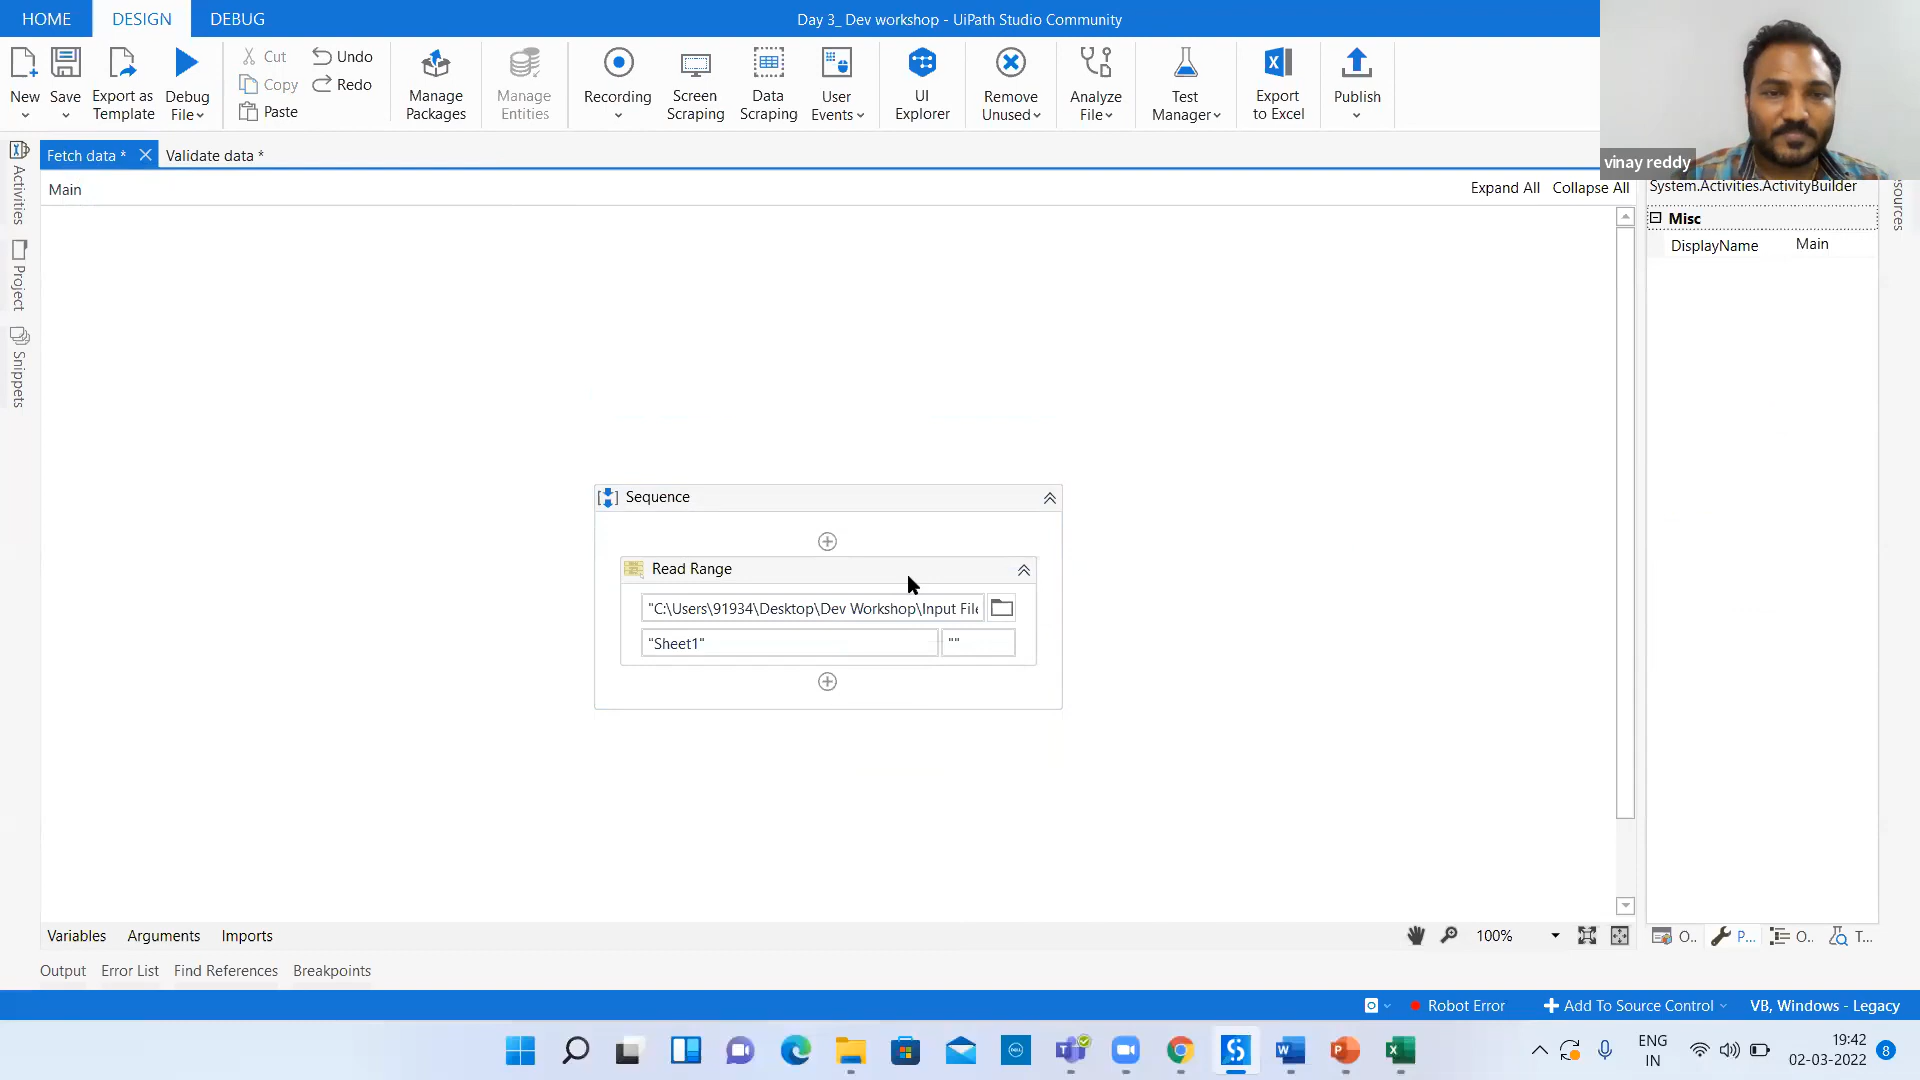 HOME DESIGN DEBUG
Day 3_ Dev workshop - UiPath Studio Community
New
Save
Export as Template
Debug File
Cut
Copy
Paste
Undo
Redo
Manage Packages
Manage Entities
Recording
Screen Scraping
Data Scraping
User Events
UI Explorer
Remove Unused
Analyze File
Test Manager
Export to Excel
Publish
vinay reddy
Fetch data *
Validate data *
Main
Expand All Collapse All
System.Activities.ActivityBuilder
Misc
DisplayName Main
Activities
Project
Snippets
Sequence
Read Range
"C:\Users\91934\Desktop\Dev Workshop\Input File
"Sheet1" ""
Variables Arguments Imports
100%
O.. P... O.. T...
Output Error List Find References Breakpoints
Robot Error
Add To Source Control
VB, Windows - Legacy
ENG
IN
19:42
02-03-2022
8